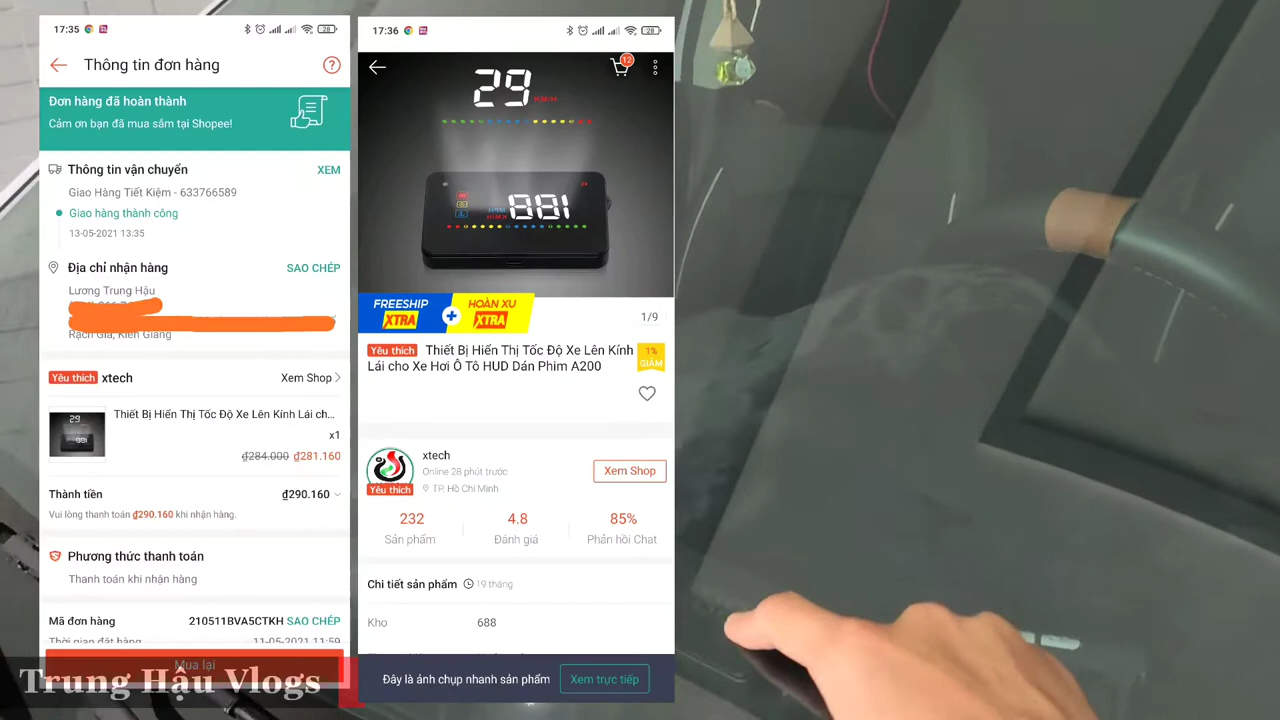 17:35
28
Thông tin đơn hàng
?
Đơn hàng đã hoàn thành
Cảm ơn bạn đã mua sắm tại Shopee!
Thông tin vận chuyển
XEM
Giao Hàng Tiết Kiệm - 633766589
Giao hàng thành công
13-05-2021 13:35
Địa chỉ nhận hàng
SAO CHÉP
Lương Trung Hậu
Rạch Giá, Kiên Giang
Yêu thích xtech
Xem Shop
Thiết Bị Hiển Thị Tốc Độ Xe Lên Kính Lái ch...
x1
₫284.000 ₫281.160
Thành tiền
₫290.160
Vui lòng thanh toán ₫290.160 khi nhận hàng.
Phương thức thanh toán
Thanh toán khi nhận hàng
Mã đơn hàng
210511BVA5CTKH SAO CHÉP
Thời gian đặt hàng
11-05-2021 11:59
Mua lại
Trung Hậu Vlogs
17:36
28
12
29 KM/H
881
FREESHIP XTRA + HOÀN XU XTRA
1/9
Yêu thích Thiết Bị Hiển Thị Tốc Độ Xe Lên Kính
Lái cho Xe Hơi Ô Tô HUD Dán Phim A200
1%
GIẢM
xtech
Online 28 phút trước
TP. Hồ Chí Minh
Yêu thích
Xem Shop
232 4.8 85%
Sản phẩm Đánh giá Phản hồi Chat
Chi tiết sản phẩm 19 tháng
Kho 688
Đây là ảnh chụp nhanh sản phẩm
Xem trực tiếp